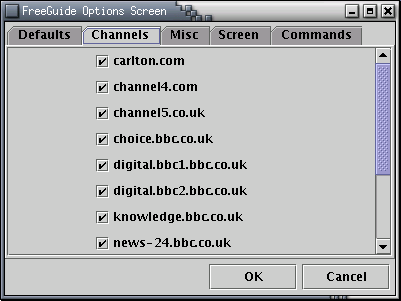 FreeGuide Options Screen
Defaults Channels Misc Screen Commands
carlton.com
channel4.com
channel5.co.uk
choice.bbc.co.uk
digital.bbc1.bbc.co.uk
digital.bbc2.bbc.co.uk
knowledge.bbc.co.uk
news-24.bbc.co.uk
OK Cancel